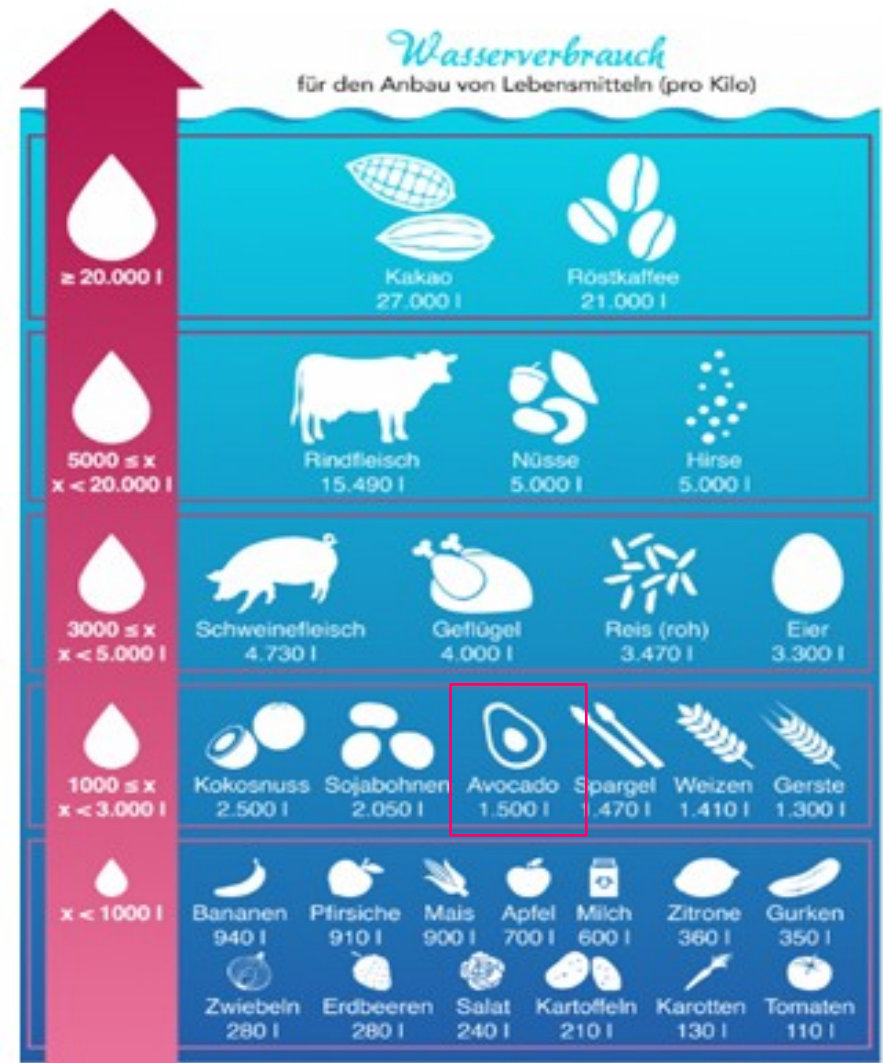 Wasserverbrauch
für den Anbau von Lebensmitteln (pro Kilo)
≥ 20.000 l
Kakao
27.000 l
Röstkaffee
21.000 l
5000 ≤ x
x < 20.000 l
Rindfleisch
15.490 l
Nüsse
5.000 l
Hirse
5.000 l
3000 ≤ x
x < 5.000 l
Schweinefleisch
4.730 l
Geflügel
4.000 l
Reis (roh)
3.470 l
Eier
3.300 l
1000 ≤ x
x < 3.000 l
Kokosnuss
2.500 l
Sojabohnen
2.050 l
Avocado
1.500 l
Spargel
1.470 l
Weizen
1.410 l
Gerste
1.300 l
x < 1000 l
Bananen
940 l
Pfirsiche
910 l
Mais
900 l
Apfel
700 l
Milch
600 l
Zitrone
360 l
Gurken
350 l
Zwiebeln
280 l
Erdbeeren
280 l
Salat
240 l
Kartoffeln
210 l
Karotten
130 l
Tomaten
110 l